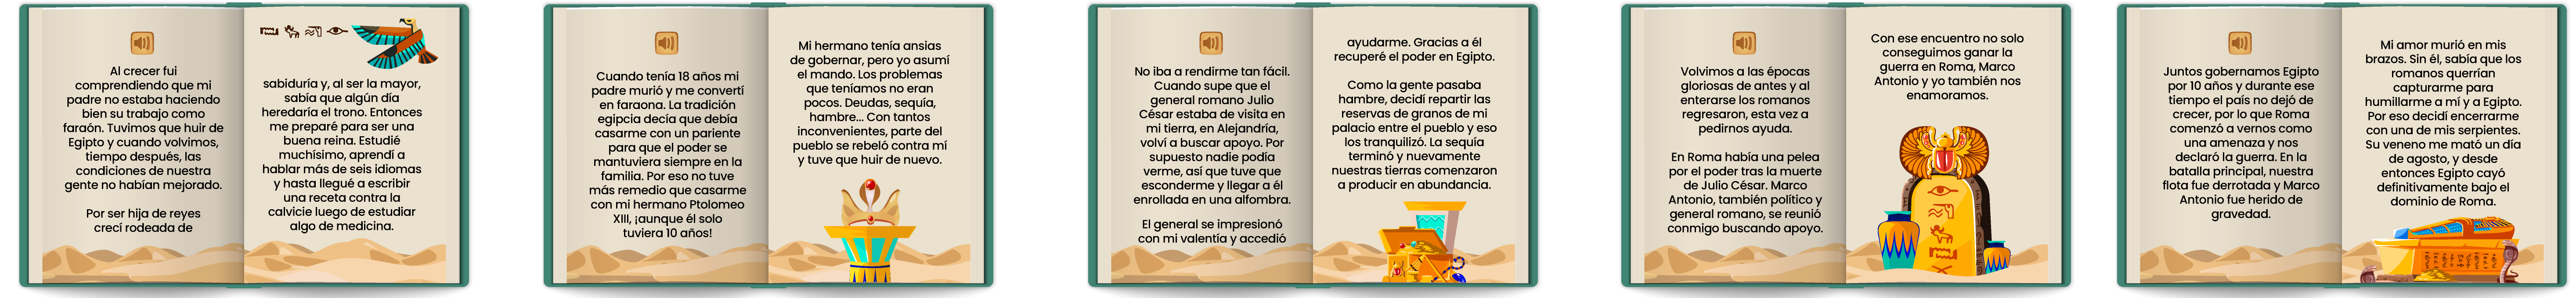 Al crecer fui
comprendiendo que mi
padre no estaba haciendo
bien su trabajo como
faraón. Tuvimos que huir de
Egipto y cuando volvimos,
tiempo después, las
condiciones de nuestra
gente no habían mejorado.
Por ser hija de reyes
crecí rodeada de
sabiduría y, al ser la mayor,
sabía que algún día
heredaría el trono. Entonces
me preparé para ser una
buena reina. Estudié
muchísimo, aprendí a
hablar más de seis idiomas
y hasta llegué a escribir
una receta contra la
calvicie luego de estudiar
algo de medicina.
Cuando tenía 18 años mi
padre murió y me convertí
en faraona. La tradición
egipcia decía que debía
casarme con un pariente
para que el poder se
mantuviera siempre en la
familia. Por eso no tuve
más remedio que casarme
con mi hermano Ptolomeo
XIII, ¡aunque él solo
tuviera 10 años!
Mi hermano tenía ansias
de gobernar, pero yo asumí
el mando. Los problemas
que teníamos no eran
pocos. Deudas, sequía,
hambre... Con tantos
inconvenientes, parte del
pueblo se rebeló contra mí
y tuve que huir de nuevo.
No iba a rendirme tan fácil.
Cuando supe que el
general romano Julio
César estaba de visita en
mi tierra, en Alejandría,
volví a buscar apoyo. Por
supuesto nadie podía
verme, así que tuve que
esconderme y llegar a él
enrollada en una alfombra.
El general se impresionó
con mi valentía y accedió
ayudarme. Gracias a él
recuperé el poder en Egipto.
Como la gente pasaba
hambre, decidí repartir las
reservas de granos de mi
palacio entre el pueblo y eso
los tranquilizó. La sequía
terminó y nuevamente
nuestras tierras comenzaron
a producir en abundancia.
Volvimos a las épocas
gloriosas de antes y al
enterarse los romanos
regresaron, esta vez a
pedirnos ayuda.
En Roma había una pelea
por el poder tras la muerte
de Julio César. Marco
Antonio, también político y
general romano, se reunió
conmigo buscando apoyo.
Con ese encuentro no solo
conseguimos ganar la
guerra en Roma, Marco
Antonio y yo también nos
enamoramos.
Juntos gobernamos Egipto
por 10 años y durante ese
tiempo el país no dejó de
crecer, por lo que Roma
comenzó a vernos como
una amenaza y nos
declaró la guerra. En la
batalla principal, nuestra
flota fue derrotada y Marco
Antonio fue herido de
gravedad.
Mi amor murió en mis
brazos. Sin él, sabía que los
romanos querrían
capturarme para
humillarme a mí y a Egipto.
Por eso decidí encerrarme
con una de mis serpientes.
Su veneno me mató un día
de agosto, y desde
entonces Egipto cayó
definitivamente bajo el
dominio de Roma.